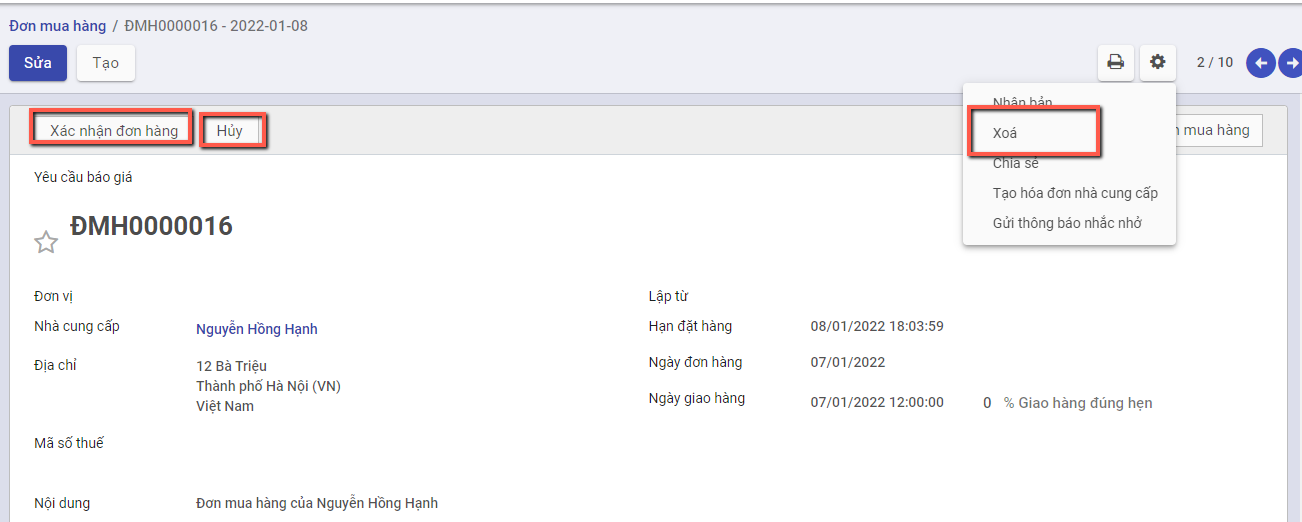 Đơn mua hàng / ĐMH0000016 - 2022-01-08
Sửa Tạo 2 / 10
Nhân bản
Xoá
Chia sẻ
Tạo hóa đơn nhà cung cấp
Gửi thông báo nhắc nhở
Xác nhận đơn hàng Hủy mua hàng
Yêu cầu báo giá
ĐMH0000016
Đơn vị
Nhà cung cấp Nguyễn Hồng Hạnh
Địa chỉ 12 Bà Triệu
Thành phố Hà Nội (VN)
Việt Nam
Mã số thuế
Nội dung Đơn mua hàng của Nguyễn Hồng Hạnh
Lập từ
Hạn đặt hàng 08/01/2022 18:03:59
Ngày đơn hàng 07/01/2022
Ngày giao hàng 07/01/2022 12:00:00 0 % Giao hàng đúng hẹn